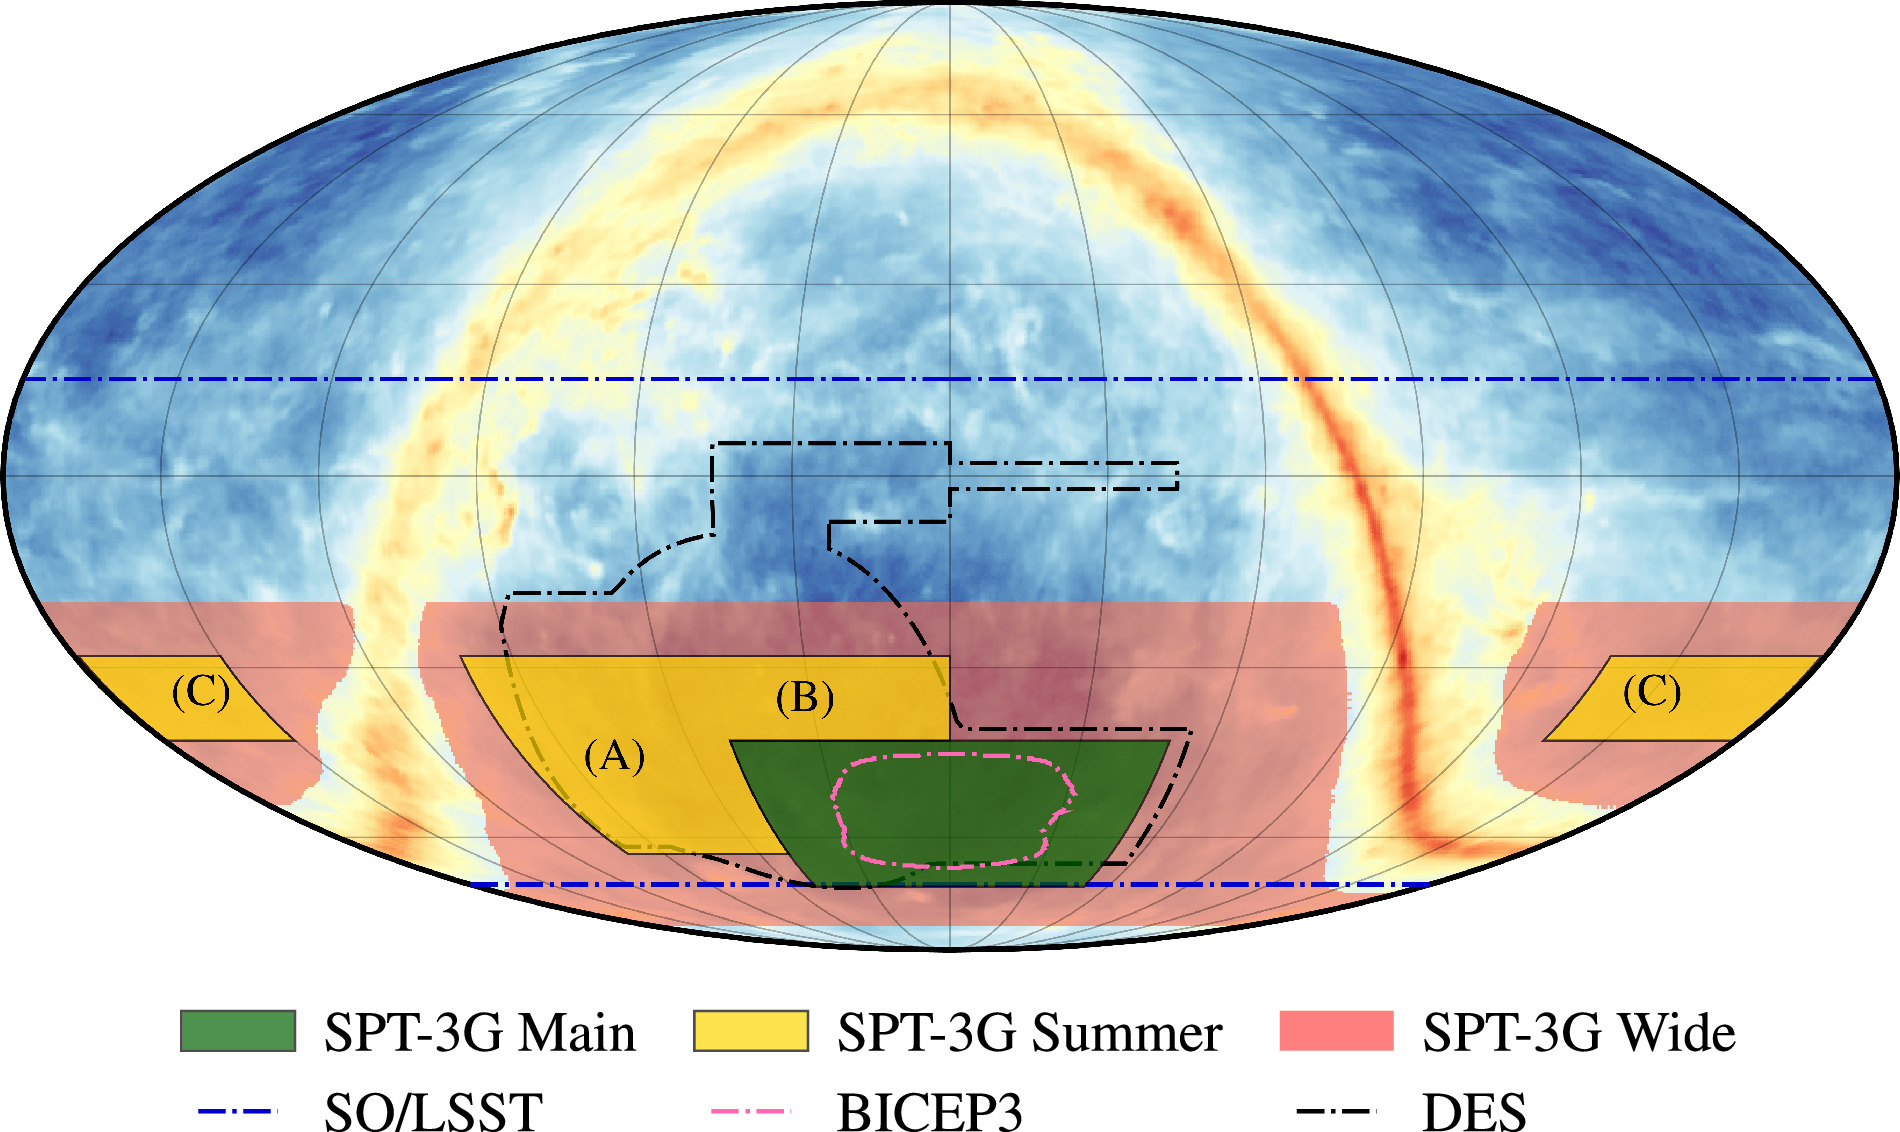 (C)
(B)
(C)
(A)
SPT-3G Main
SPT-3G Summer
SPT-3G Wide
SO/LSST
BICEP3
DES